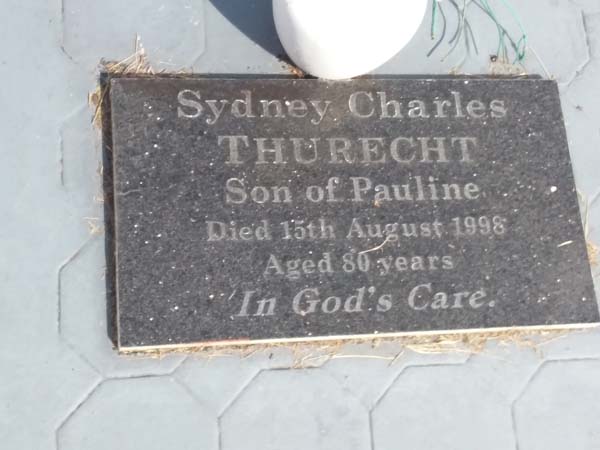 Sydney Charles
THURECHT
Son of Pauline
Died 15th August 1998
Aged 80 years
In God's Care.